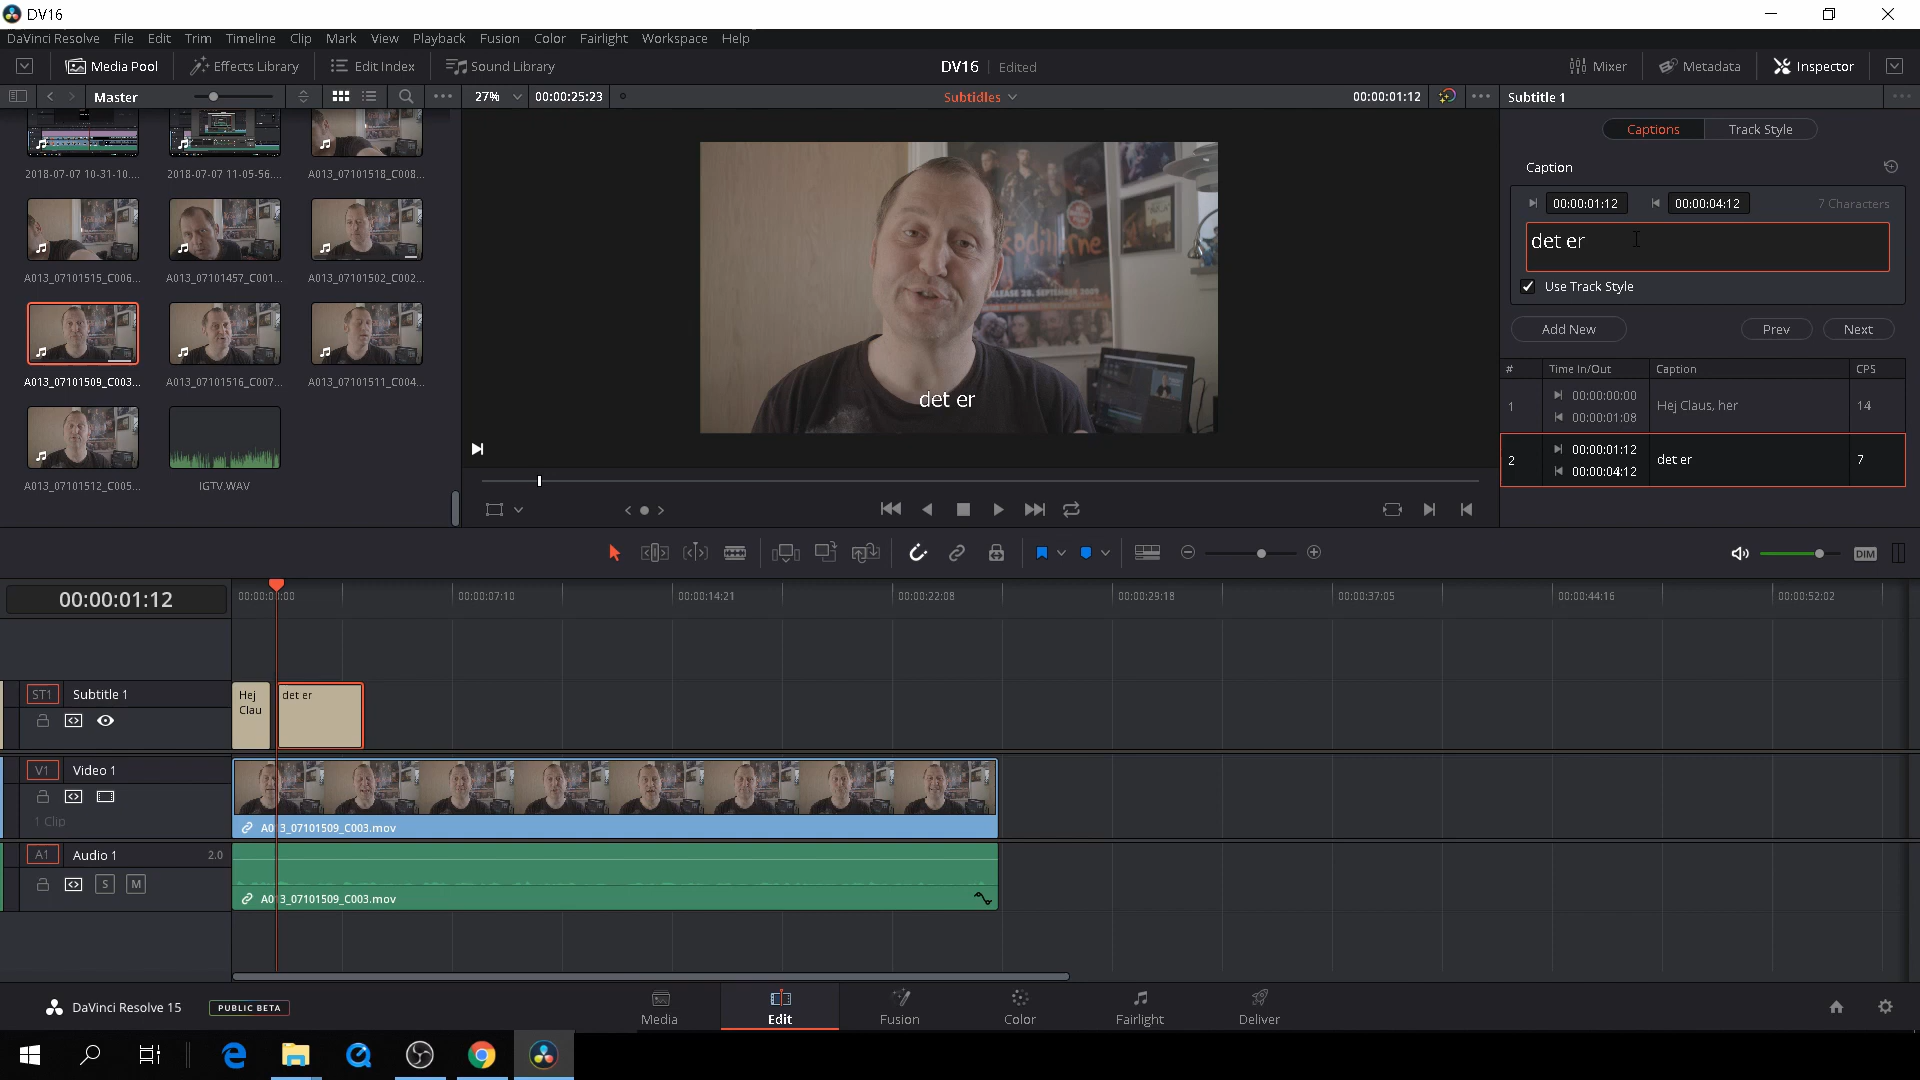 DV16
DaVinci Resolve File Edit Trim Timeline Clip Mark View Playback Fusion Color Fairlight Workspace Help
Media Pool Effects Library Edit Index Sound Library DV16 Edited Mixer Metadata Inspector
Master 27% 00:00:25:23 Subtidles 00:00:01:12 Subtitle 1
Captions Track Style
2018-07-07 10-31-10.... 2018-07-07 11-05-56.... A013_07101518_C008...
Caption
00:00:01:12 00:00:04:12 7 Characters
det er
A013_07101515_C006... A013_07101457_C001... A013_07101502_C002...
Use Track Style
Add New Prev Next
# Time In/Out Caption CPS
A013_07101509_C003... A013_07101516_C007... A013_07101511_C004...
1 00:00:00:00 Hej Claus, her 14
00:00:01:08
det er
2 00:00:01:12 det er 7
00:00:04:12
A013_07101512_C005... IGTV.WAV
DIM
00:00:01:12
00:00:07:10 00:00:14:21 00:00:22:08 00:00:29:18 00:00:37:05 00:00:44:16 00:00:52:02
ST1 Subtitle 1 Hej
Clau det er
V1 Video 1
1 Clip
A013_07101509_C003.mov
A1 Audio 1 2.0
S M
A013_07101509_C003.mov
DaVinci Resolve 15 PUBLIC BETA
Media Edit Fusion Color Fairlight Deliver